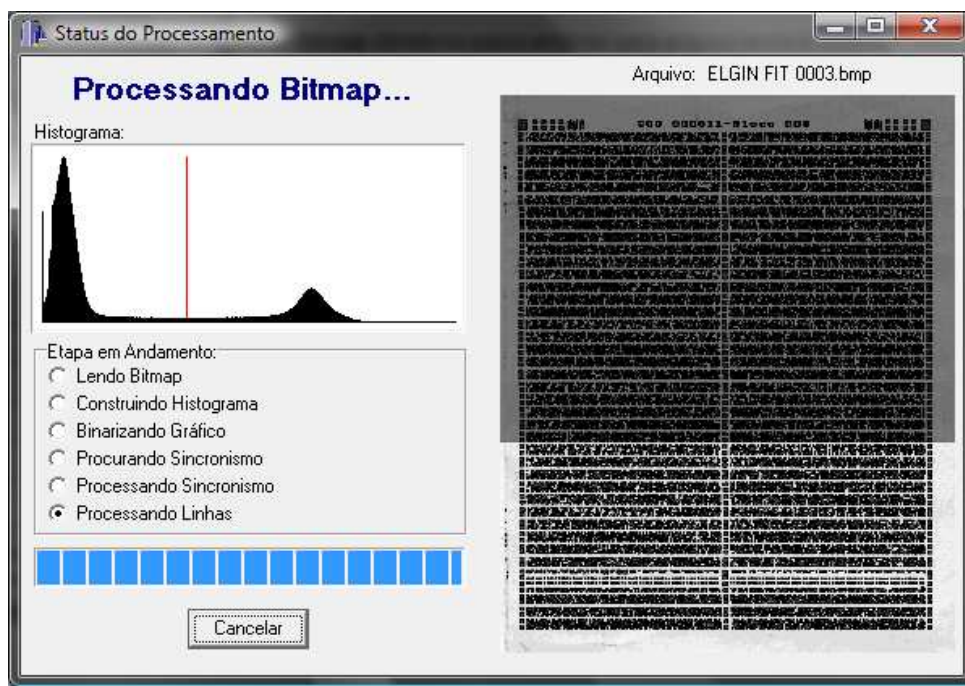 Status do Processamento
Processando Bitmap...
Histograma:
Etapa em Andamento:
Lendo Bitmap
Construindo Histograma
Binarizando Gráfico
Procurando Sincronismo
Processando Sincronismo
Processando Linhas
Cancelar
Arquivo: ELGIN FIT 0003.bmp